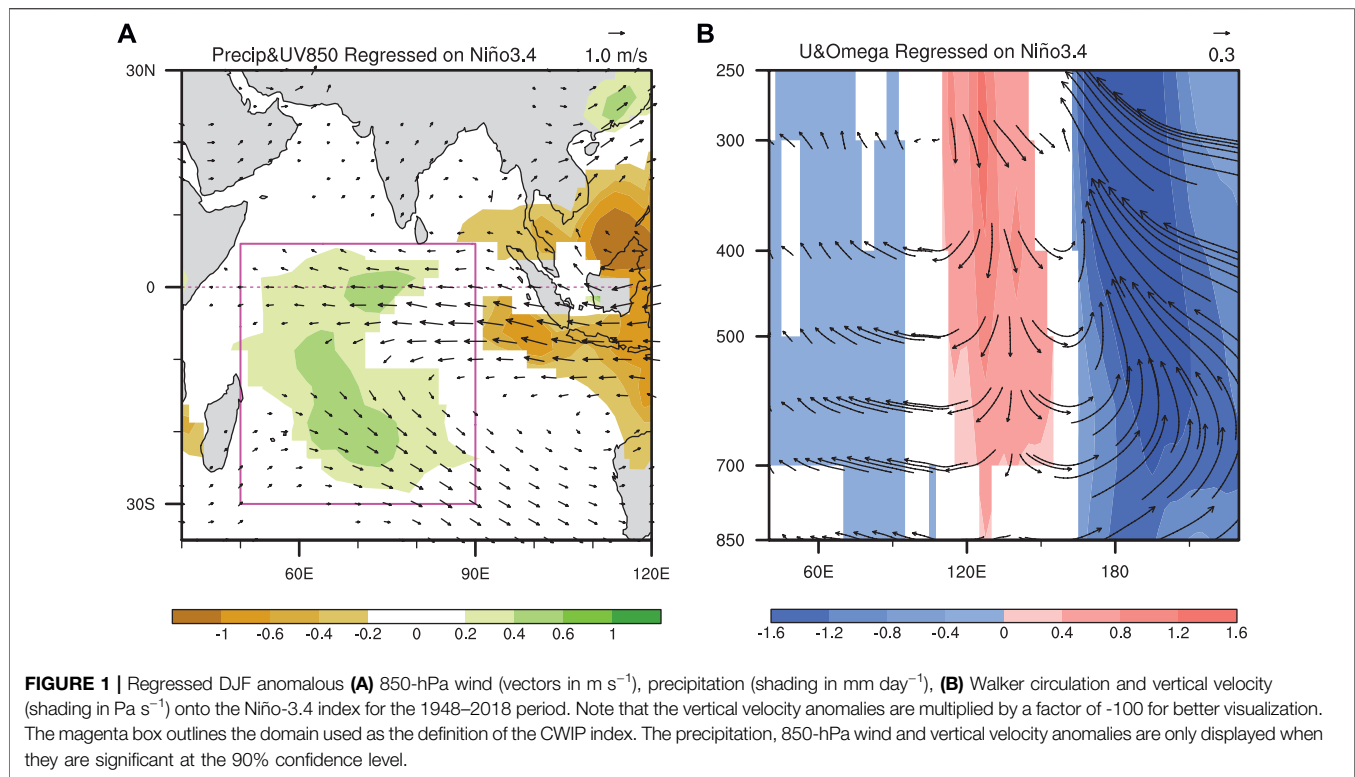 A
Precip&UV850 Regressed on Niño3.4
1.0 m/s
30N
0
30S
60E
90E
120E
-1
-0.6
-0.4
-0.2
0
0.2
0.4
0.6
1
B
U&Omega Regressed on Niño3.4
0.3
250
300
400
500
700
850
60E
120E
180
-1.6
-1.2
-0.8
-0.4
0
0.4
0.8
1.2
1.6
FIGURE 1 | Regressed DJF anomalous (A) 850-hPa wind (vectors in m s⁻¹), precipitation (shading in mm day⁻¹), (B) Walker circulation and vertical velocity
(shading in Pa s⁻¹) onto the Niño-3.4 index for the 1948–2018 period. Note that the vertical velocity anomalies are multiplied by a factor of -100 for better visualization.
The magenta box outlines the domain used as the definition of the CWIP index. The precipitation, 850-hPa wind and vertical velocity anomalies are only displayed when
they are significant at the 90% confidence level.